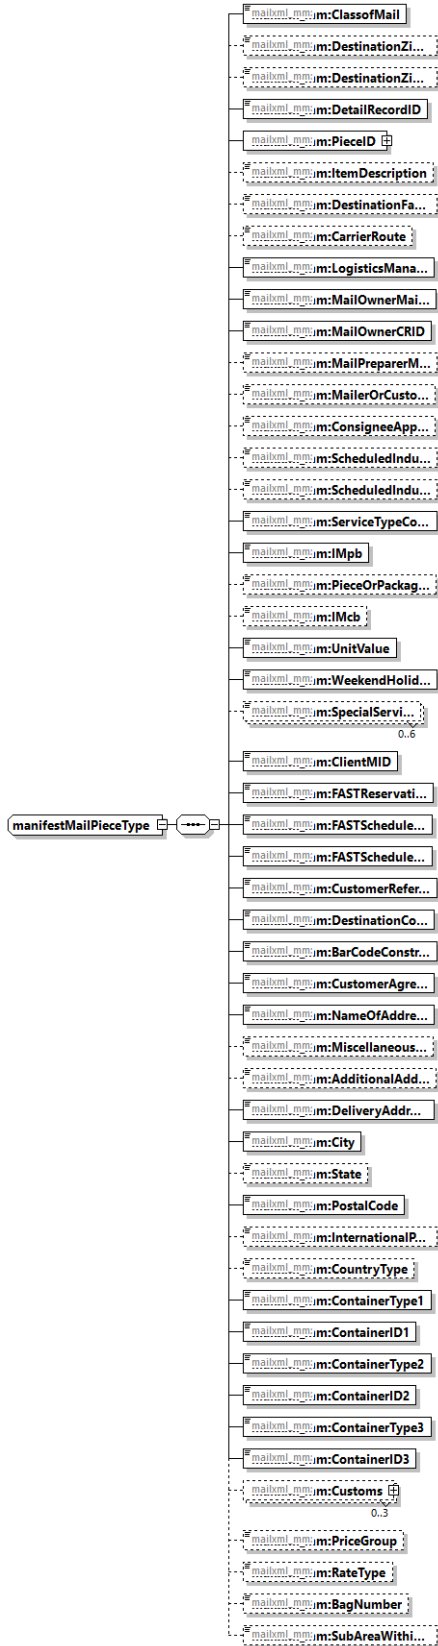 mailxml_mm:m:ClassofMail
mailxml_mm:m:DestinationZi...
mailxml_mm:m:DestinationZi...
mailxml_mm:m:DetailRecordID
mailxml_mm:m:PieceID
mailxml_mm:m:ItemDescription
mailxml_mm:m:DestinationFa...
mailxml_mm:m:CarrierRoute
mailxml_mm:m:LogisticsMana...
mailxml_mm:m:MailOwnerMai...
mailxml_mm:m:MailOwnerCRID
mailxml_mm:m:MailPreparerM...
mailxml_mm:m:MailerOrCusto...
mailxml_mm:m:ConsigneeApp...
mailxml_mm:m:ScheduledIndu...
mailxml_mm:m:ScheduledIndu...
mailxml_mm:m:ServiceTypeCo...
mailxml_mm:m:IMpb
mailxml_mm:m:PieceOrPackag...
mailxml_mm:m:IMcb
mailxml_mm:m:UnitValue
mailxml_mm:m:WeekendHolid...
mailxml_mm:m:SpecialServi...
0..6
mailxml_mm:m:ClientMID
mailxml_mm:m:FASTReservati...
manifestMailPieceType
mailxml_mm:m:FASTSchedule...
mailxml_mm:m:FASTSchedule...
mailxml_mm:m:CustomerRefer...
mailxml_mm:m:DestinationCo...
mailxml_mm:m:BarCodeConstr...
mailxml_mm:m:CustomerAgre...
mailxml_mm:m:NameOfAddre...
mailxml_mm:m:Miscellaneous...
mailxml_mm:m:AdditionalAdd...
mailxml_mm:m:DeliveryAddr...
mailxml_mm:m:City
mailxml_mm:m:State
mailxml_mm:m:PostalCode
mailxml_mm:m:InternationalP...
mailxml_mm:m:CountryType
mailxml_mm:m:ContainerType1
mailxml_mm:m:ContainerID1
mailxml_mm:m:ContainerType2
mailxml_mm:m:ContainerID2
mailxml_mm:m:ContainerType3
mailxml_mm:m:ContainerID3
mailxml_mm:m:Customs
0..3
mailxml_mm:m:PriceGroup
mailxml_mm:m:RateType
mailxml_mm:m:BagNumber
mailxml_mm:m:SubAreaWithi...